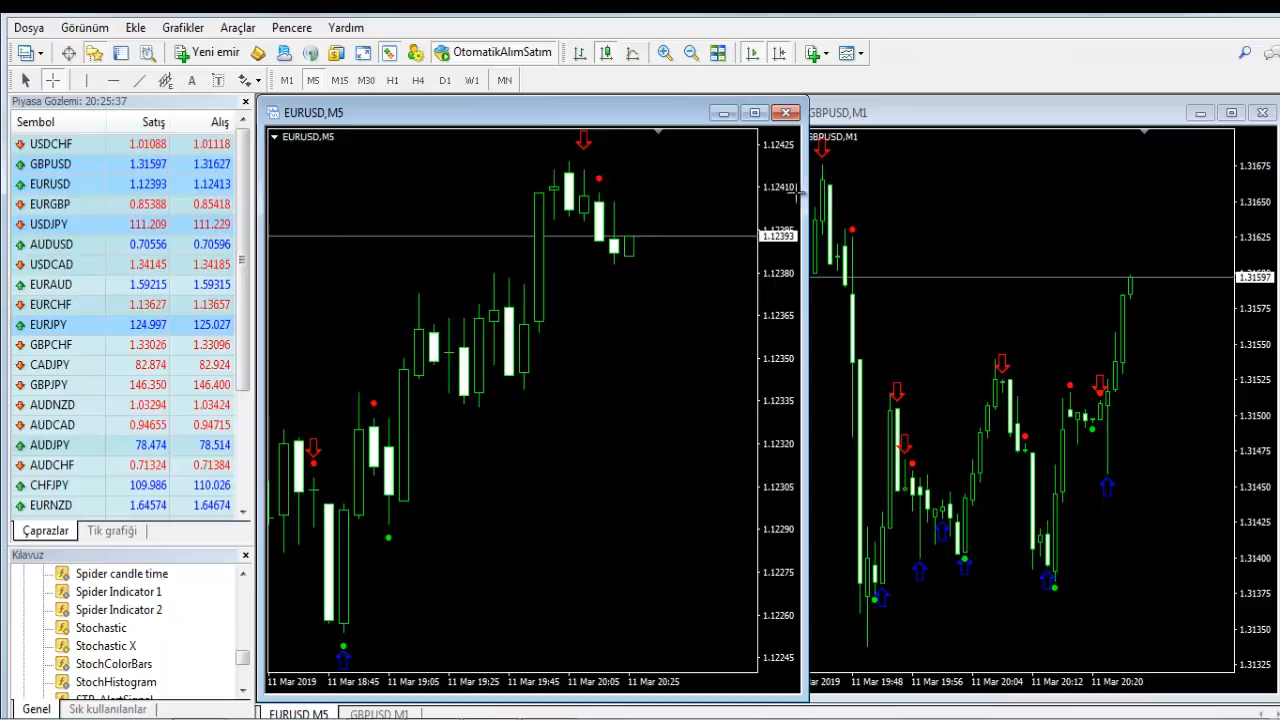 Dosya Görünüm Ekle Grafikler Araçlar Pencere Yardım
Yeni emir OtomatikAlımSatım
A T M1 M5 M15 M30 H1 H4 D1 W1 MN
Piyasa Gözlemi: 20:25:37
Sembol Satış Alış
USDCHF 1.01088 1.01118
GBPUSD 1.31597 1.31627
EURUSD 1.12393 1.12413
EURGBP 0.85388 0.85418
USDJPY 111.209 111.229
AUDUSD 0.70556 0.70596
USDCAD 1.34145 1.34185
EURAUD 1.59215 1.59315
EURCHF 1.13627 1.13657
EURJPY 124.997 125.027
GBPCHF 1.33026 1.33096
CADJPY 82.874 82.924
GBPJPY 146.350 146.400
AUDNZD 1.03294 1.03424
AUDCAD 0.94655 0.94715
AUDJPY 78.474 78.514
AUDCHF 0.71324 0.71384
CHFJPY 109.986 110.026
EURNZD 1.64574 1.64674
Çaprazlar Tik grafiği
Kılavuz
Spider candle time
Spider Indicator 1
Spider Indicator 2
Stochastic
Stochastic X
StochColorBars
StochHistogram
STP AlertSignal
Genel Sık kullanılanlar
EURUSD,M5
EURUSD,M5
1.12425
1.12410
1.12395
1.12393
1.12380
1.12365
1.12350
1.12335
1.12320
1.12305
1.12290
1.12275
1.12260
1.12245
11 Mar 2019 11 Mar 18:45 11 Mar 19:05 11 Mar 19:25 11 Mar 19:45 11 Mar 20:05 11 Mar 20:25
GBPUSD,M1
GBPUSD,M1
1.31675
1.31650
1.31625
1.31597
1.31575
1.31550
1.31525
1.31500
1.31475
1.31450
1.31425
1.31400
1.31375
1.31350
1.31325
ar 2019 11 Mar 19:48 11 Mar 19:56 11 Mar 20:04 11 Mar 20:12 11 Mar 20:20
EURUSD,M5 GBPUSD,M1